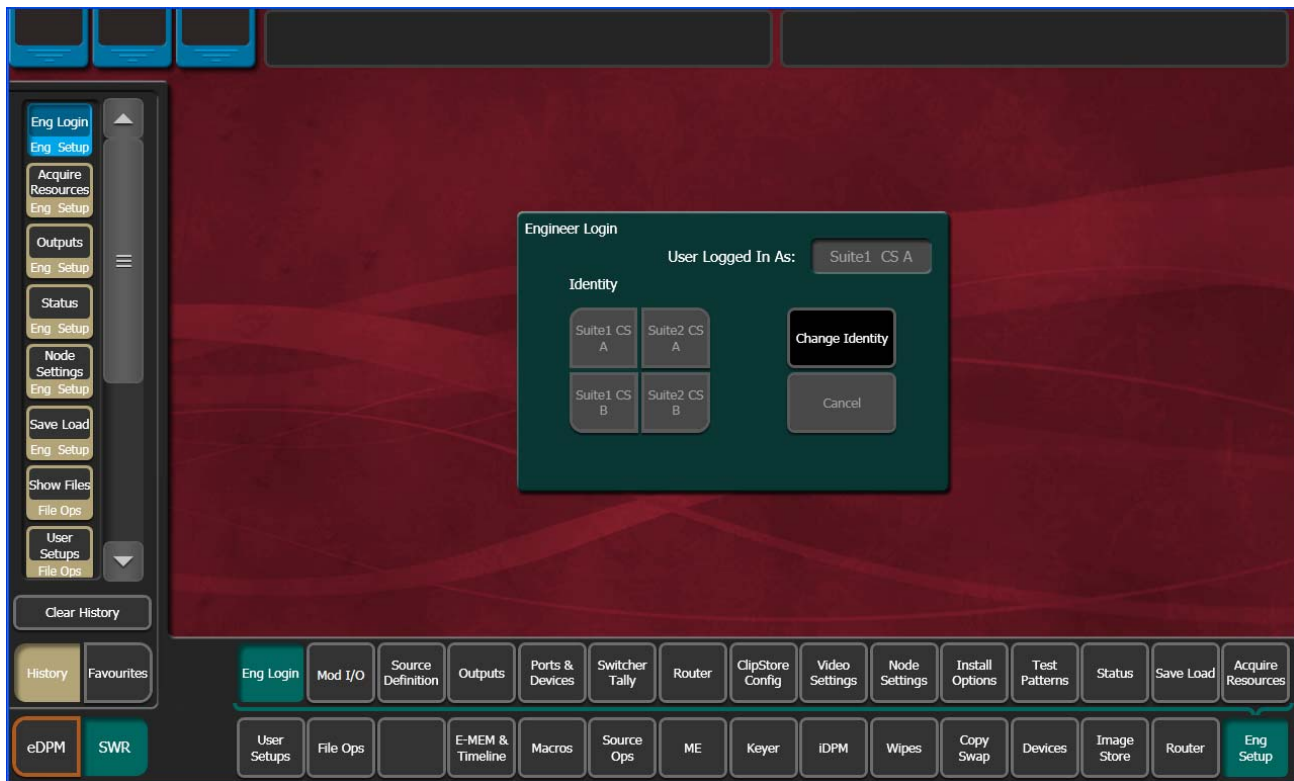 Eng Login
Eng Setup
Acquire
Resources
Eng Setup
Outputs
Eng Setup
Status
Eng Setup
Node
Settings
Eng Setup
Save Load
Eng Setup
Show Files
File Ops
User
Setups
File Ops
Clear History
History
Favourites
eDPM
SWR
Engineer Login
User Logged In As:
Suite1 CS A
Identity
Suite1 CS
A
Suite2 CS
A
Change Identity
Suite1 CS
B
Suite2 CS
B
Cancel
Eng Login
Mod I/O
Source
Definition
Outputs
Ports &
Devices
Switcher
Tally
Router
ClipStore
Config
Video
Settings
Node
Settings
Install
Options
Test
Patterns
Status
Save Load
Acquire
Resources
User
Setups
File Ops
E-MEM &
Timeline
Macros
Source
Ops
ME
Keyer
iDPM
Wipes
Copy
Swap
Devices
Image
Store
Router
Eng
Setup